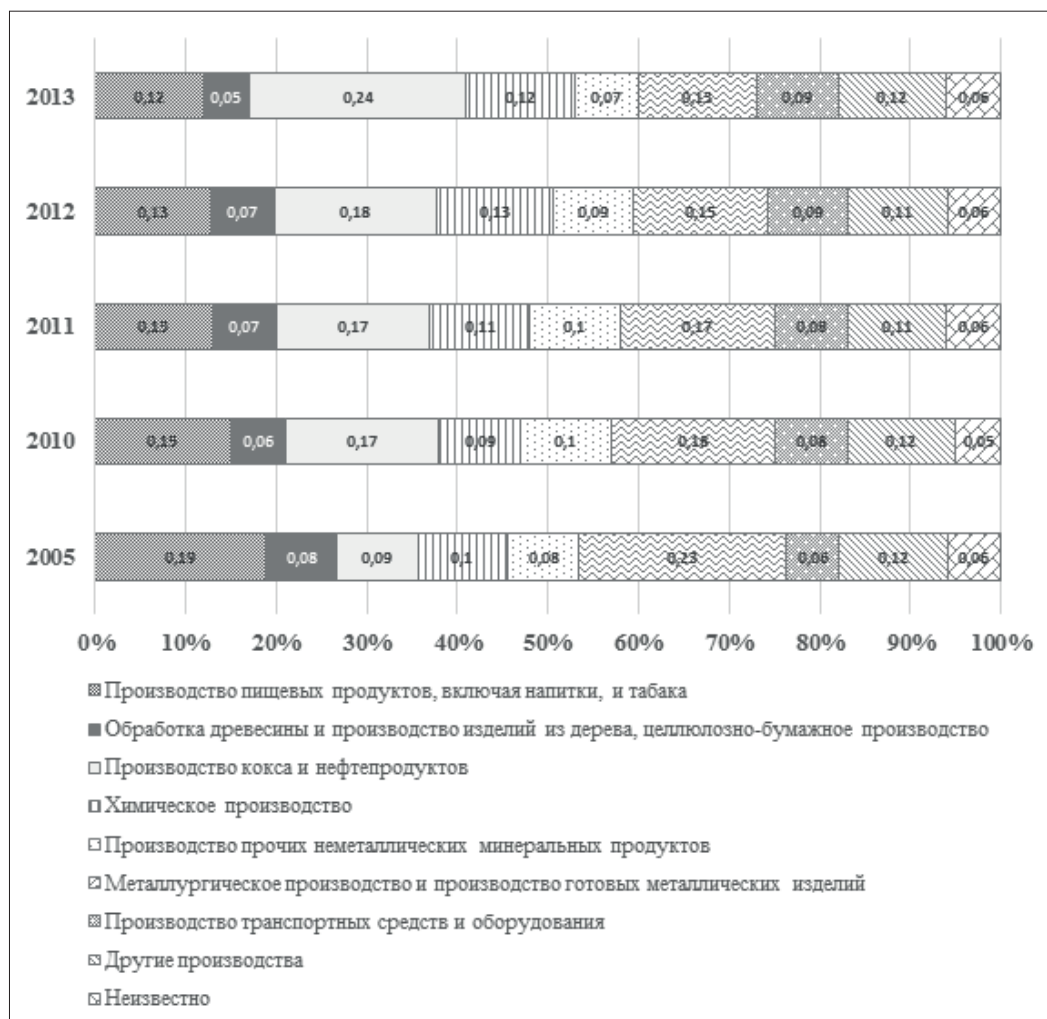 2013 0,12 0,05 0,24 0,12 0,07 0,13 0,09 0,12 0,06
2012 0,13 0,07 0,18 0,13 0,09 0,15 0,09 0,11 0,06
2011 0,13 0,07 0,17 0,11 0,1 0,17 0,08 0,11 0,06
2010 0,15 0,06 0,17 0,09 0,1 0,18 0,08 0,12 0,05
2005 0,19 0,08 0,09 0,1 0,08 0,23 0,06 0,12 0,06
0% 10% 20% 30% 40% 50% 60% 70% 80% 90% 100%
Производство пищевых продуктов, включая напитки, и табака
Обработка древесины и производство изделий из дерева, целлюлозно-бумажное производство
Производство кокса и нефтепродуктов
Химическое производство
Производство прочих неметаллических минеральных продуктов
Металлургическое производство и производство готовых металлических изделий
Производство транспортных средств и оборудования
Другие производства
Неизвестно